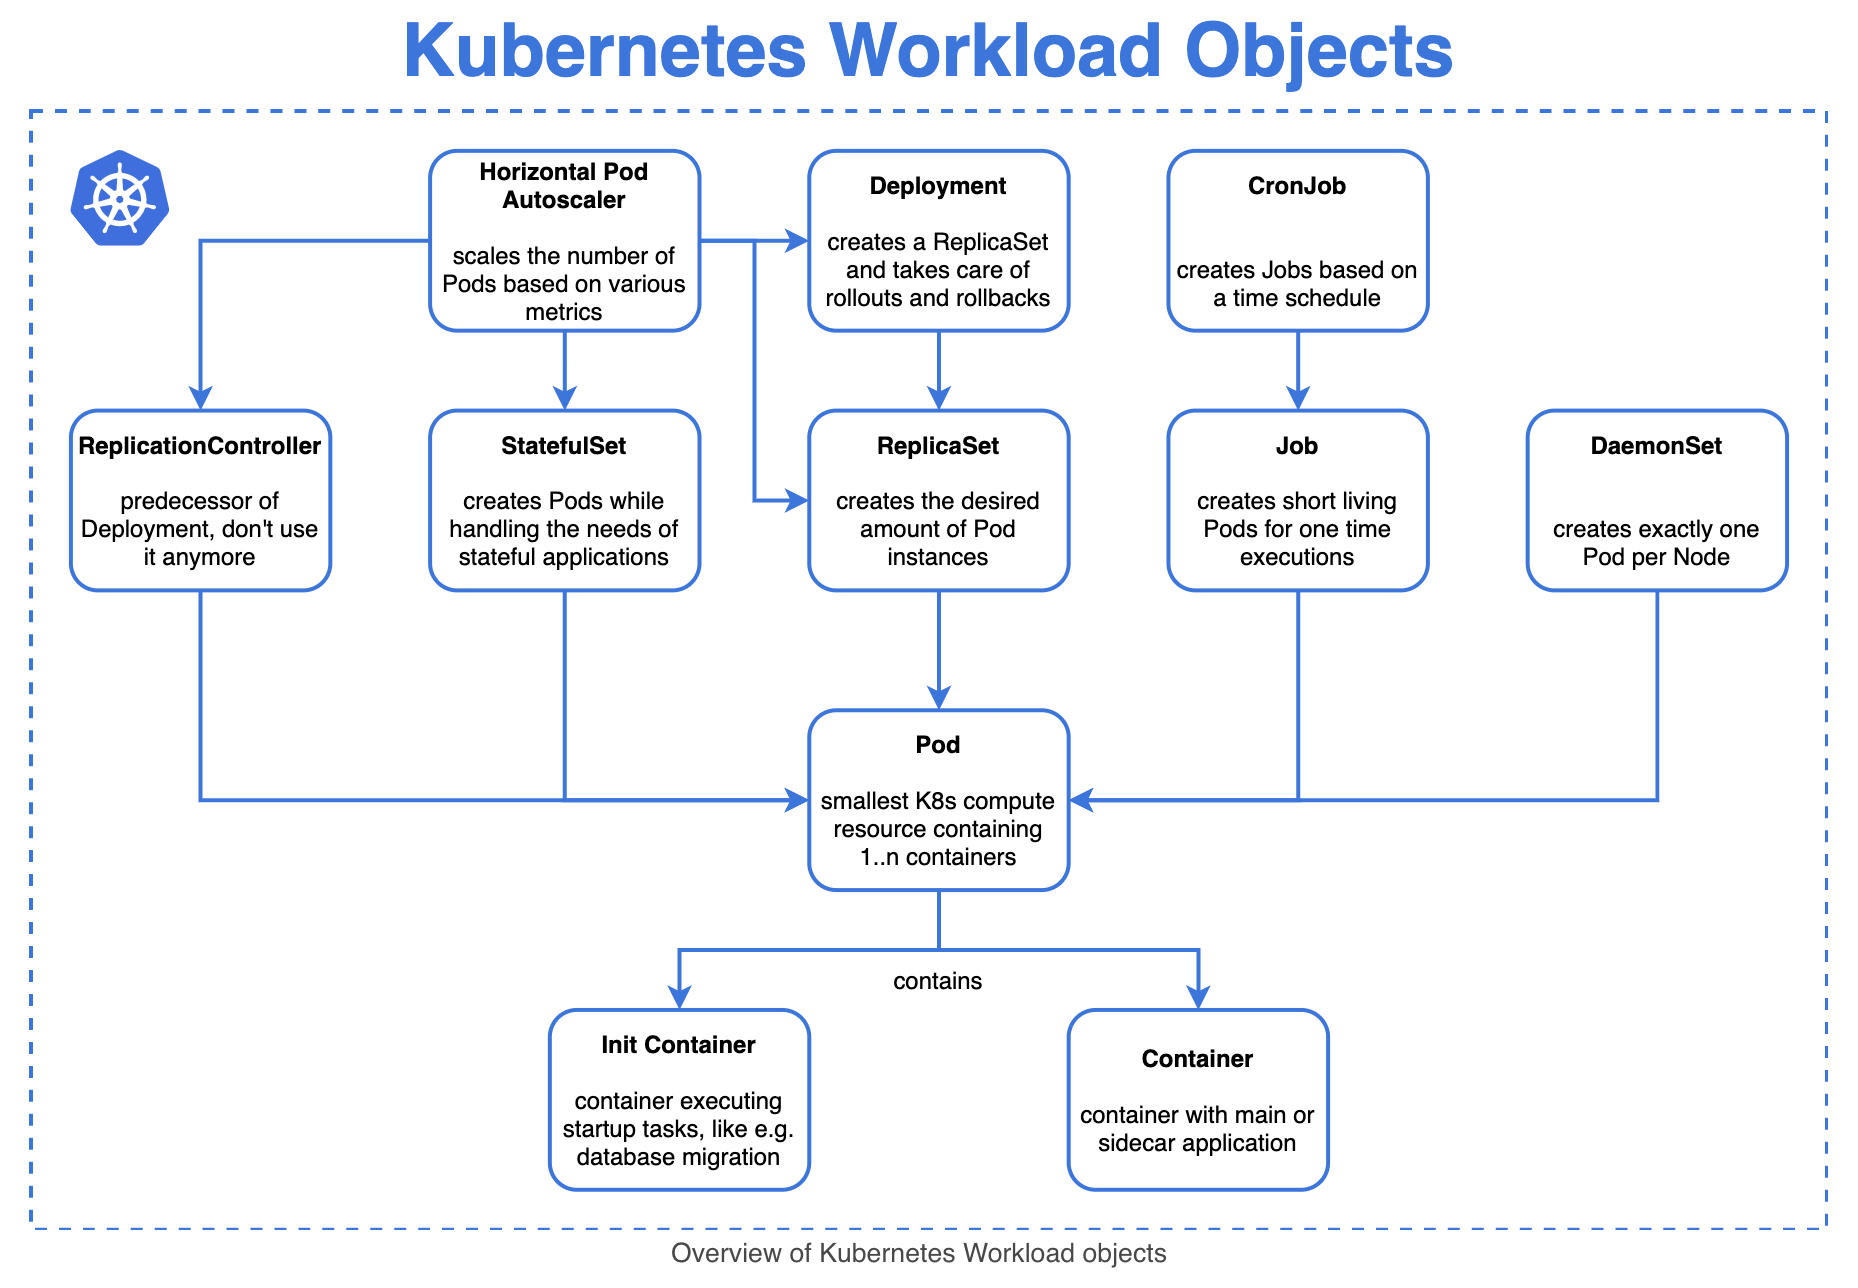 Kubernetes Workload Objects
Horizontal Pod
Autoscaler
scales the number of
Pods based on various
metrics
Deployment
creates a ReplicaSet
and takes care of
rollouts and rollbacks
CronJob
creates Jobs based on
a time schedule
ReplicationController
predecessor of
Deployment, don't use
it anymore
StatefulSet
creates Pods while
handling the needs of
stateful applications
ReplicaSet
creates the desired
amount of Pod
instances
Job
creates short living
Pods for one time
executions
DaemonSet
creates exactly one
Pod per Node
Pod
smallest K8s compute
resource containing
1..n containers
contains
Init Container
container executing
startup tasks, like e.g.
database migration
Container
container with main or
sidecar application
Overview of Kubernetes Workload objects